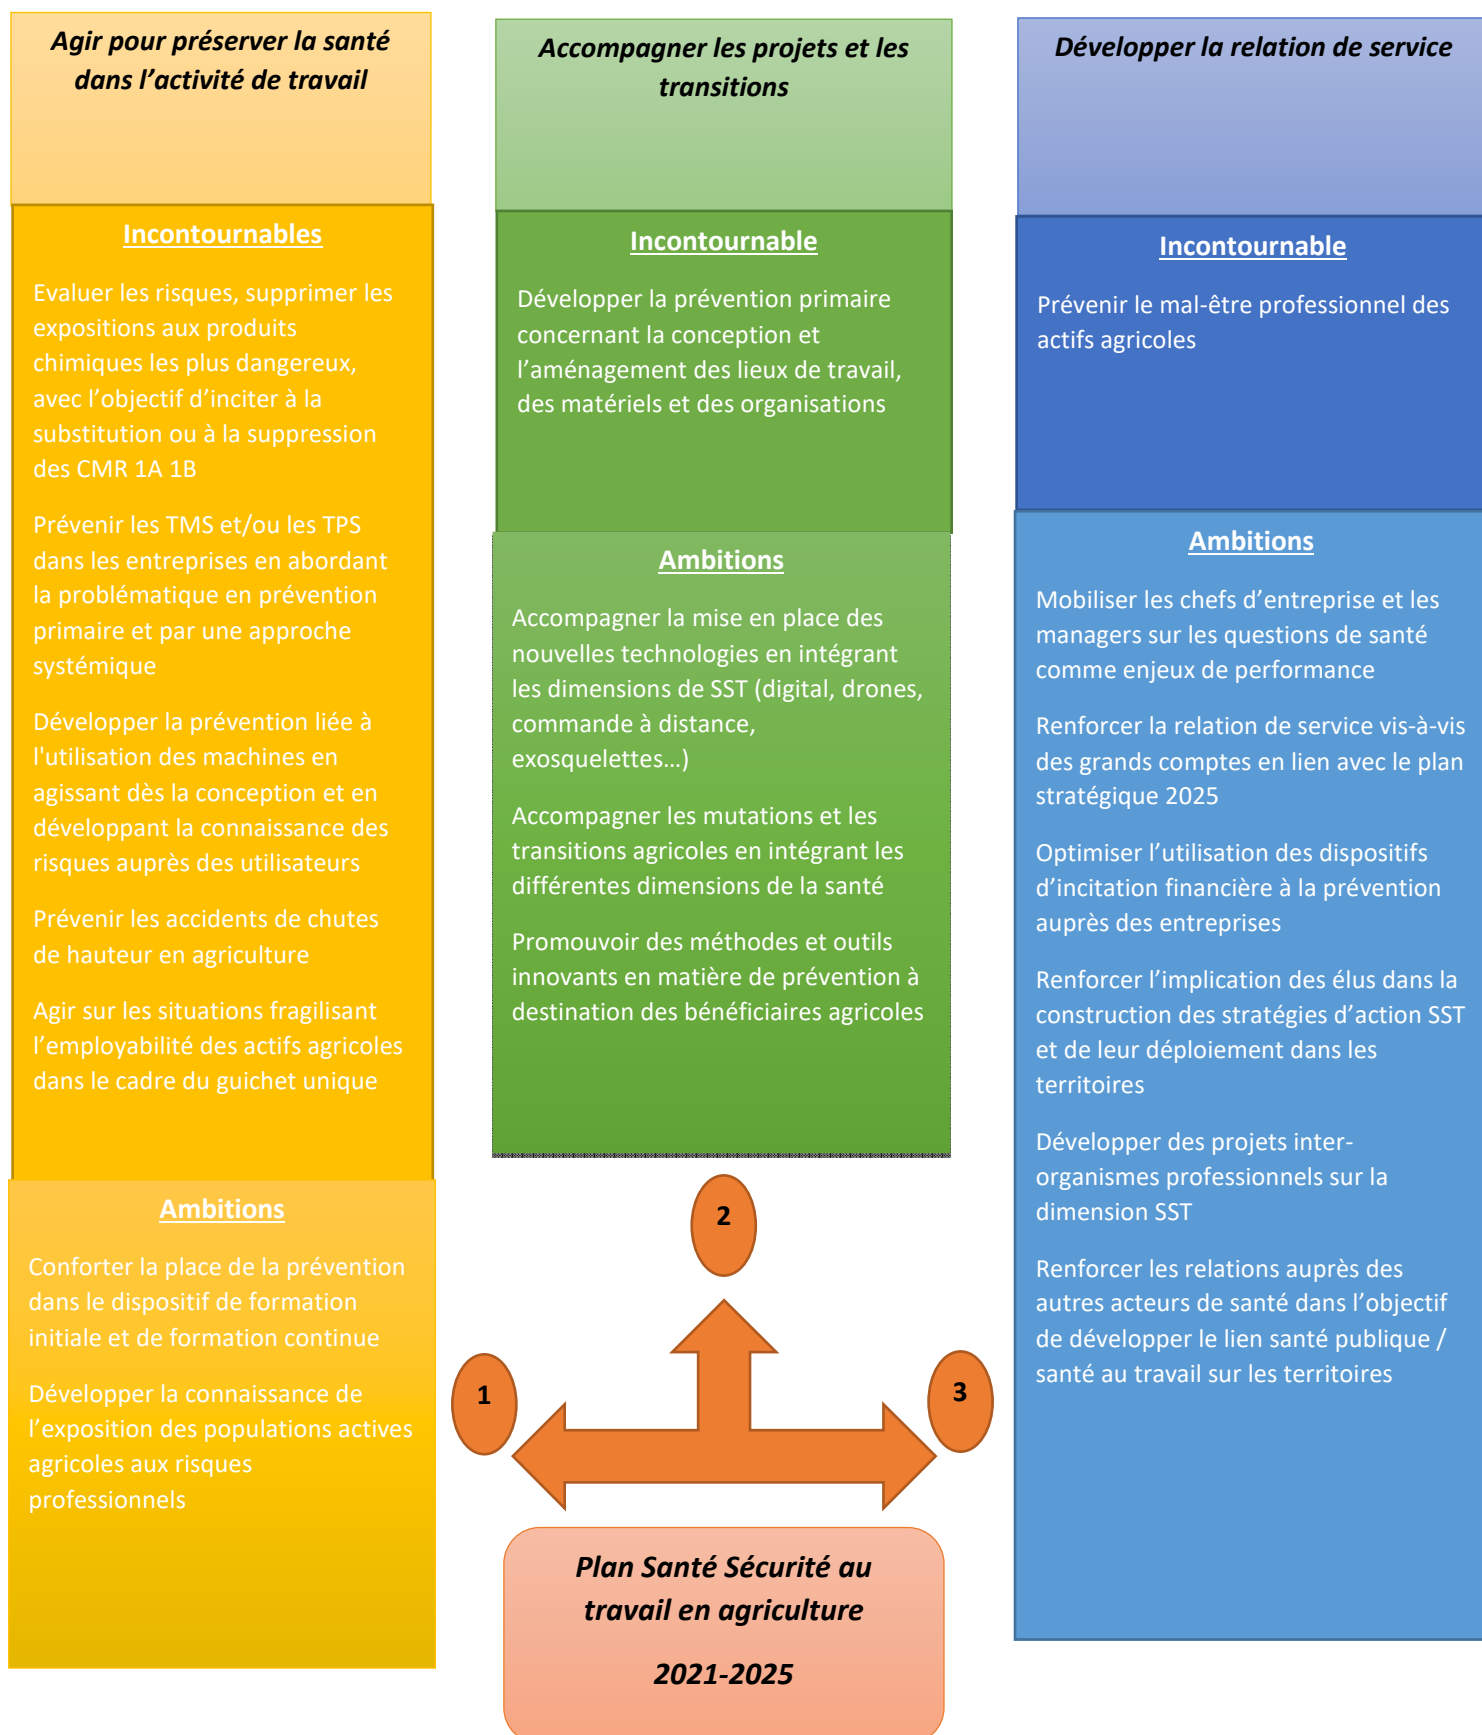 Agir pour préserver la santé
dans l’activité de travail
Incontournables
Evaluer les risques, supprimer les
expositions aux produits
chimiques les plus dangereux,
avec l’objectif d’inciter à la
substitution ou à la suppression
des CMR 1A 1B
Prévenir les TMS et/ou les TPS
dans les entreprises en abordant
la problématique en prévention
primaire et par une approche
systémique
Développer la prévention liée à
l'utilisation des machines en
agissant dès la conception et en
développant la connaissance des
risques auprès des utilisateurs
Prévenir les accidents de chutes
de hauteur en agriculture
Agir sur les situations fragilisant
l’employabilité des actifs agricoles
dans le cadre du guichet unique
Ambitions
Conforter la place de la prévention
dans le dispositif de formation
initiale et de formation continue
Développer la connaissance de
l’exposition des populations actives
agricoles aux risques
professionnels
Accompagner les projets et les
transitions
Incontournable
Développer la prévention primaire
concernant la conception et
l’aménagement des lieux de travail,
des matériels et des organisations
Ambitions
Accompagner la mise en place des
nouvelles technologies en intégrant
les dimensions de SST (digital, drones,
commande à distance,
exosquelettes…)
Accompagner les mutations et les
transitions agricoles en intégrant les
différentes dimensions de la santé
Promouvoir des méthodes et outils
innovants en matière de prévention à
destination des bénéficiaires agricoles
Développer la relation de service
Incontournable
Prévenir le mal-être professionnel des
actifs agricoles
Ambitions
Mobiliser les chefs d’entreprise et les
managers sur les questions de santé
comme enjeux de performance
Renforcer la relation de service vis-à-vis
des grands comptes en lien avec le plan
stratégique 2025
Optimiser l’utilisation des dispositifs
d’incitation financière à la prévention
auprès des entreprises
Renforcer l’implication des élus dans la
construction des stratégies d’action SST
et de leur déploiement dans les
territoires
Développer des projets inter-
organismes professionnels sur la
dimension SST
Renforcer les relations auprès des
autres acteurs de santé dans l’objectif
de développer le lien santé publique /
santé au travail sur les territoires
2
1
3
Plan Santé Sécurité au
travail en agriculture
2021-2025